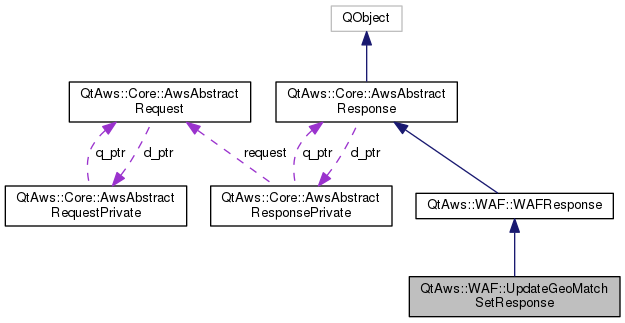 QObject
QtAws::Core::AwsAbstract
Request
QtAws::Core::AwsAbstract
Response
q_ptr
d_ptr
request
q_ptr
d_ptr
QtAws::Core::AwsAbstract
RequestPrivate
QtAws::Core::AwsAbstract
ResponsePrivate
QtAws::WAF::WAFResponse
QtAws::WAF::UpdateGeoMatch
SetResponse